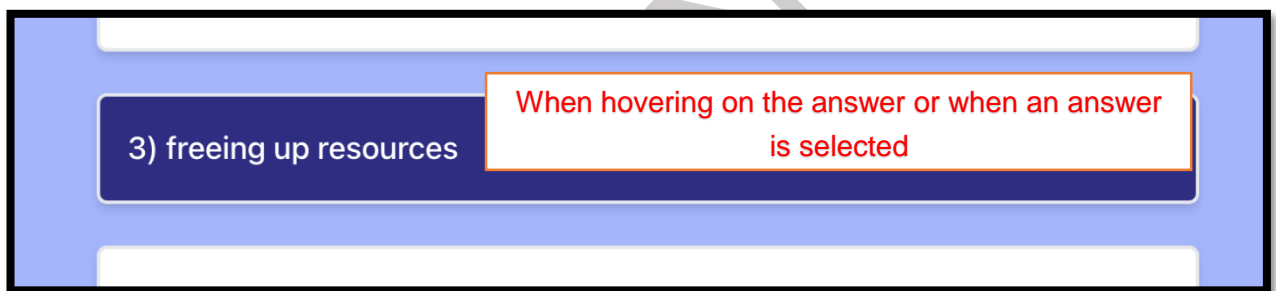 When hovering on the answer or when an answer
is selected
3) freeing up resources